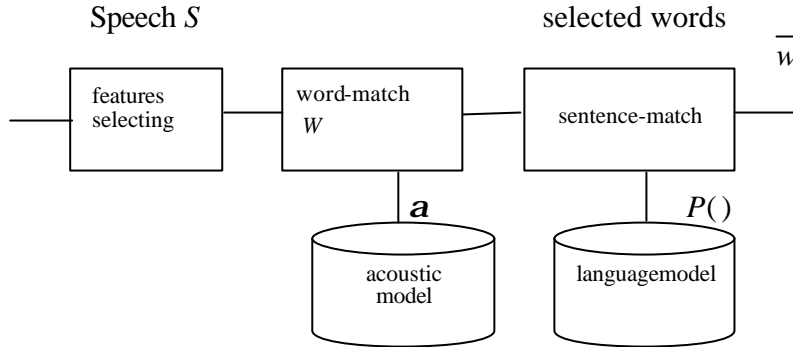 Speech S
selected words
w
features
selecting
word-match
W
sentence-match
a
P( )
acoustic
model
languagemodel